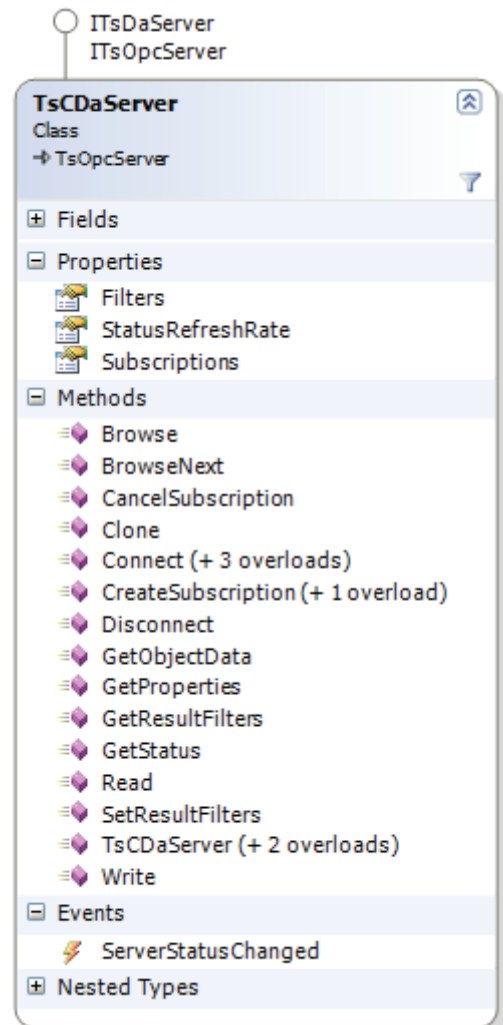 ITsDaServer
ITsOpcServer
TsCDaServer
Class
TsOpcServer
Fields
Properties
Filters
StatusRefreshRate
Subscriptions
Methods
Browse
BrowseNext
CancelSubscription
Clone
Connect (+ 3 overloads)
CreateSubscription (+ 1 overload)
Disconnect
GetObjectData
GetProperties
GetResultFilters
GetStatus
Read
SetResultFilters
TsCDaServer (+ 2 overloads)
Write
Events
ServerStatusChanged
Nested Types